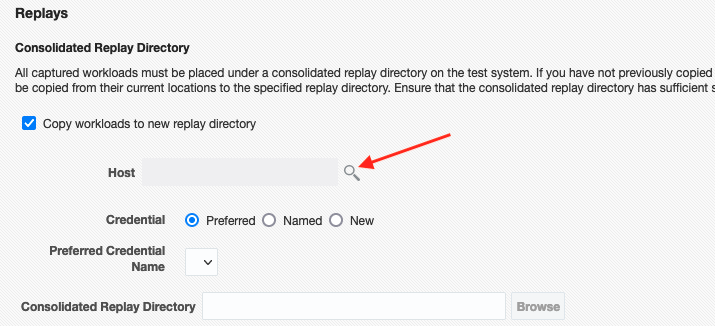 Replays
Consolidated Replay Directory
All captured workloads must be placed under a consolidated replay directory on the test system. If you have not previously copied
be copied from their current locations to the specified replay directory. Ensure that the consolidated replay directory has sufficient s
Copy workloads to new replay directory
Host
Credential Preferred Named New
Preferred Credential
Name
Consolidated Replay Directory Browse